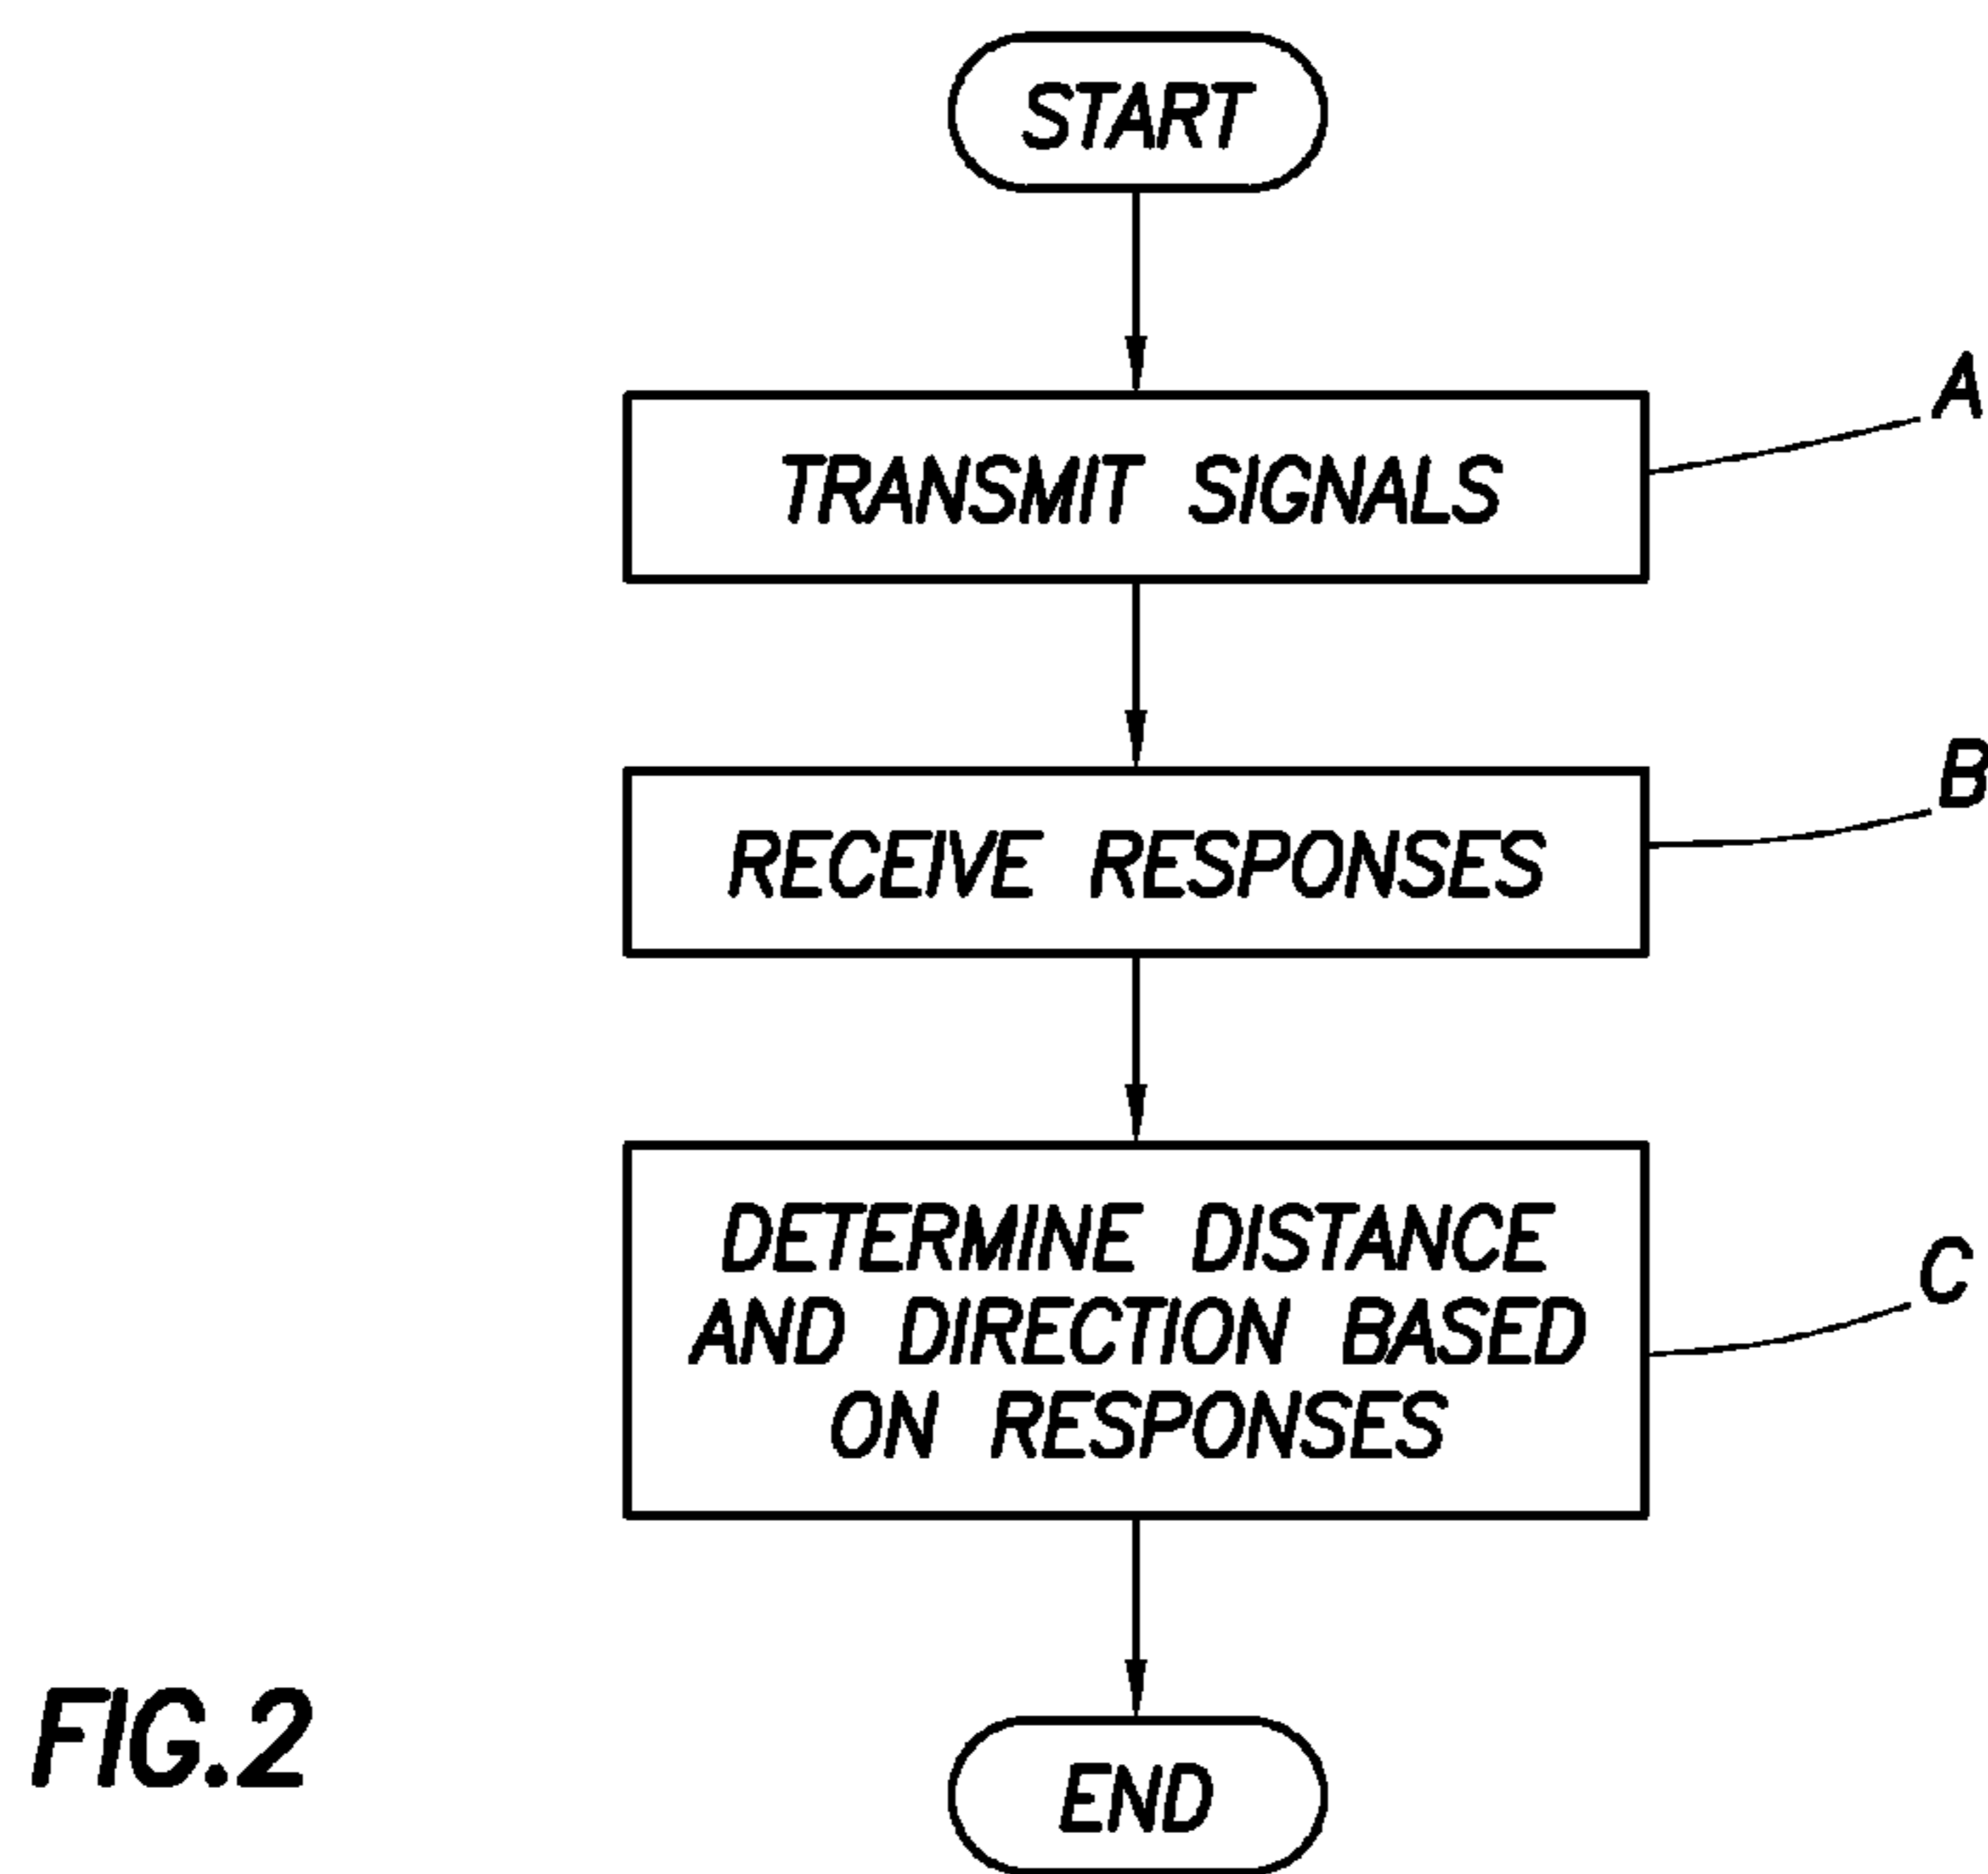 START
A
TRANSMIT SIGNALS
B
RECEIVE RESPONSES
C
DETERMINE DISTANCE
AND DIRECTION BASED
ON RESPONSES
END
FIG.2